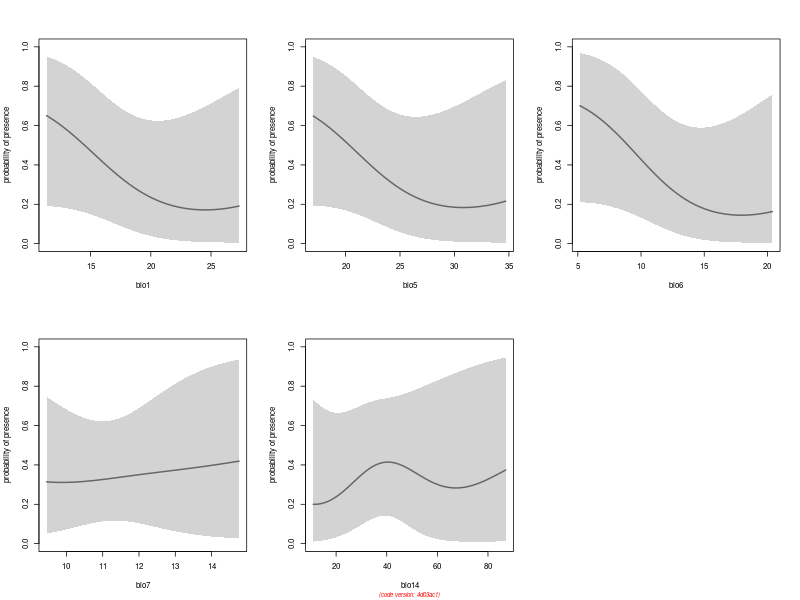 probability of presence
0.0 0.2 0.4 0.6 0.8 1.0
15 20 25
bio1
probability of presence
0.0 0.2 0.4 0.6 0.8 1.0
20 25 30 35
bio5
probability of presence
0.0 0.2 0.4 0.6 0.8 1.0
5 10 15 20
bio6
probability of presence
0.0 0.2 0.4 0.6 0.8 1.0
10 11 12 13 14
bio7
probability of presence
0.0 0.2 0.4 0.6 0.8 1.0
20 40 60 80
bio14
(code version: 4d03ac1)